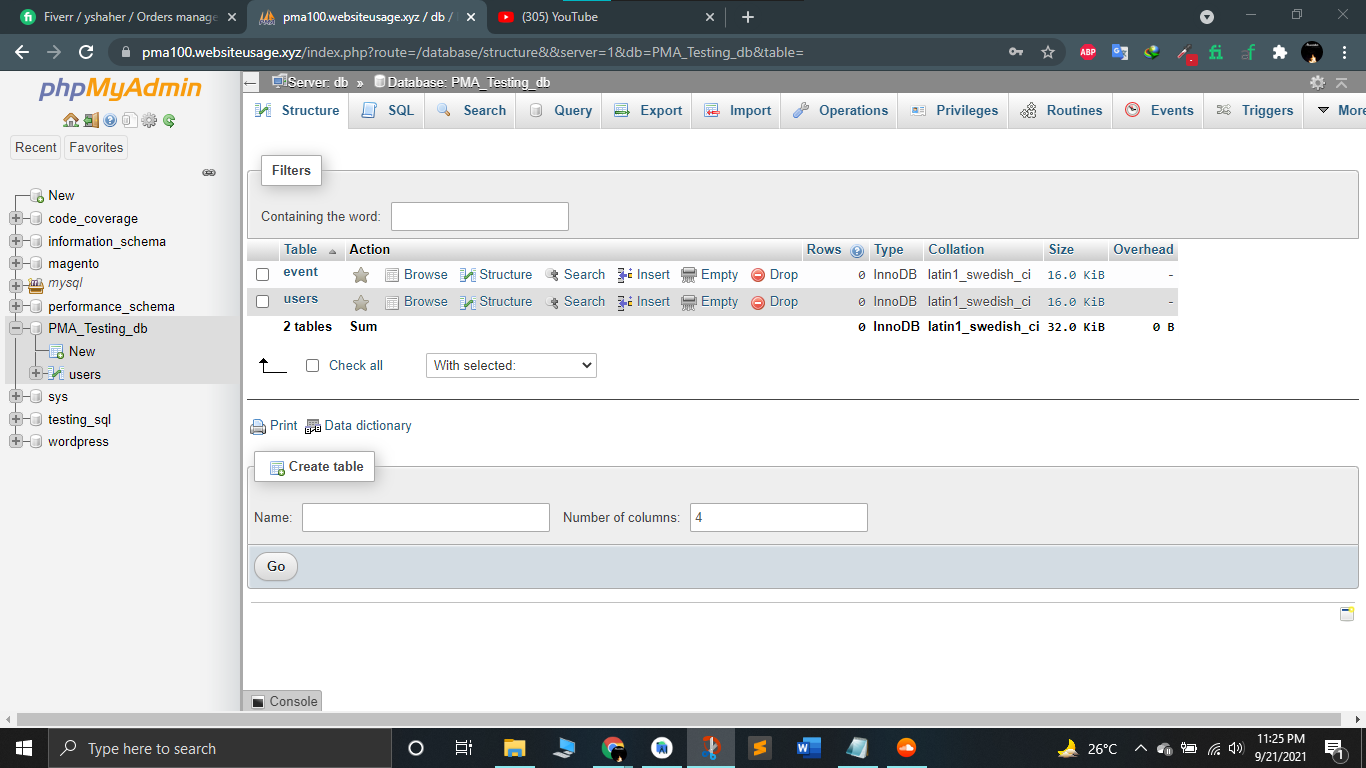 Fiverr / yshaher / Orders manage
pma100.websiteusage.xyz / db /
(305) YouTube
pma100.websiteusage.xyz/index.php?route=/database/structure&&server=1&db=PMA_Testing_db&table=
ABP
phpMyAdmin
Recent
Favorites
New
code_coverage
information_schema
magento
mysql
performance_schema
PMA_Testing_db
New
users
sys
testing_sql
wordpress
Server: db » Database: PMA_Testing_db
Structure SQL Search Query Export Import Operations Privileges Routines Events Triggers More
Filters
Containing the word:
Table Action Rows Type Collation Size Overhead
event Browse Structure Search Insert Empty Drop 0 InnoDB latin1_swedish_ci 16.0 KiB -
users Browse Structure Search Insert Empty Drop 0 InnoDB latin1_swedish_ci 16.0 KiB -
2 tables Sum 0 InnoDB latin1_swedish_ci 32.0 KiB 0 B
Check all With selected:
Print Data dictionary
Create table
Name: Number of columns: 4
Go
Console
Type here to search
26°C
11:25 PM
9/21/2021
1